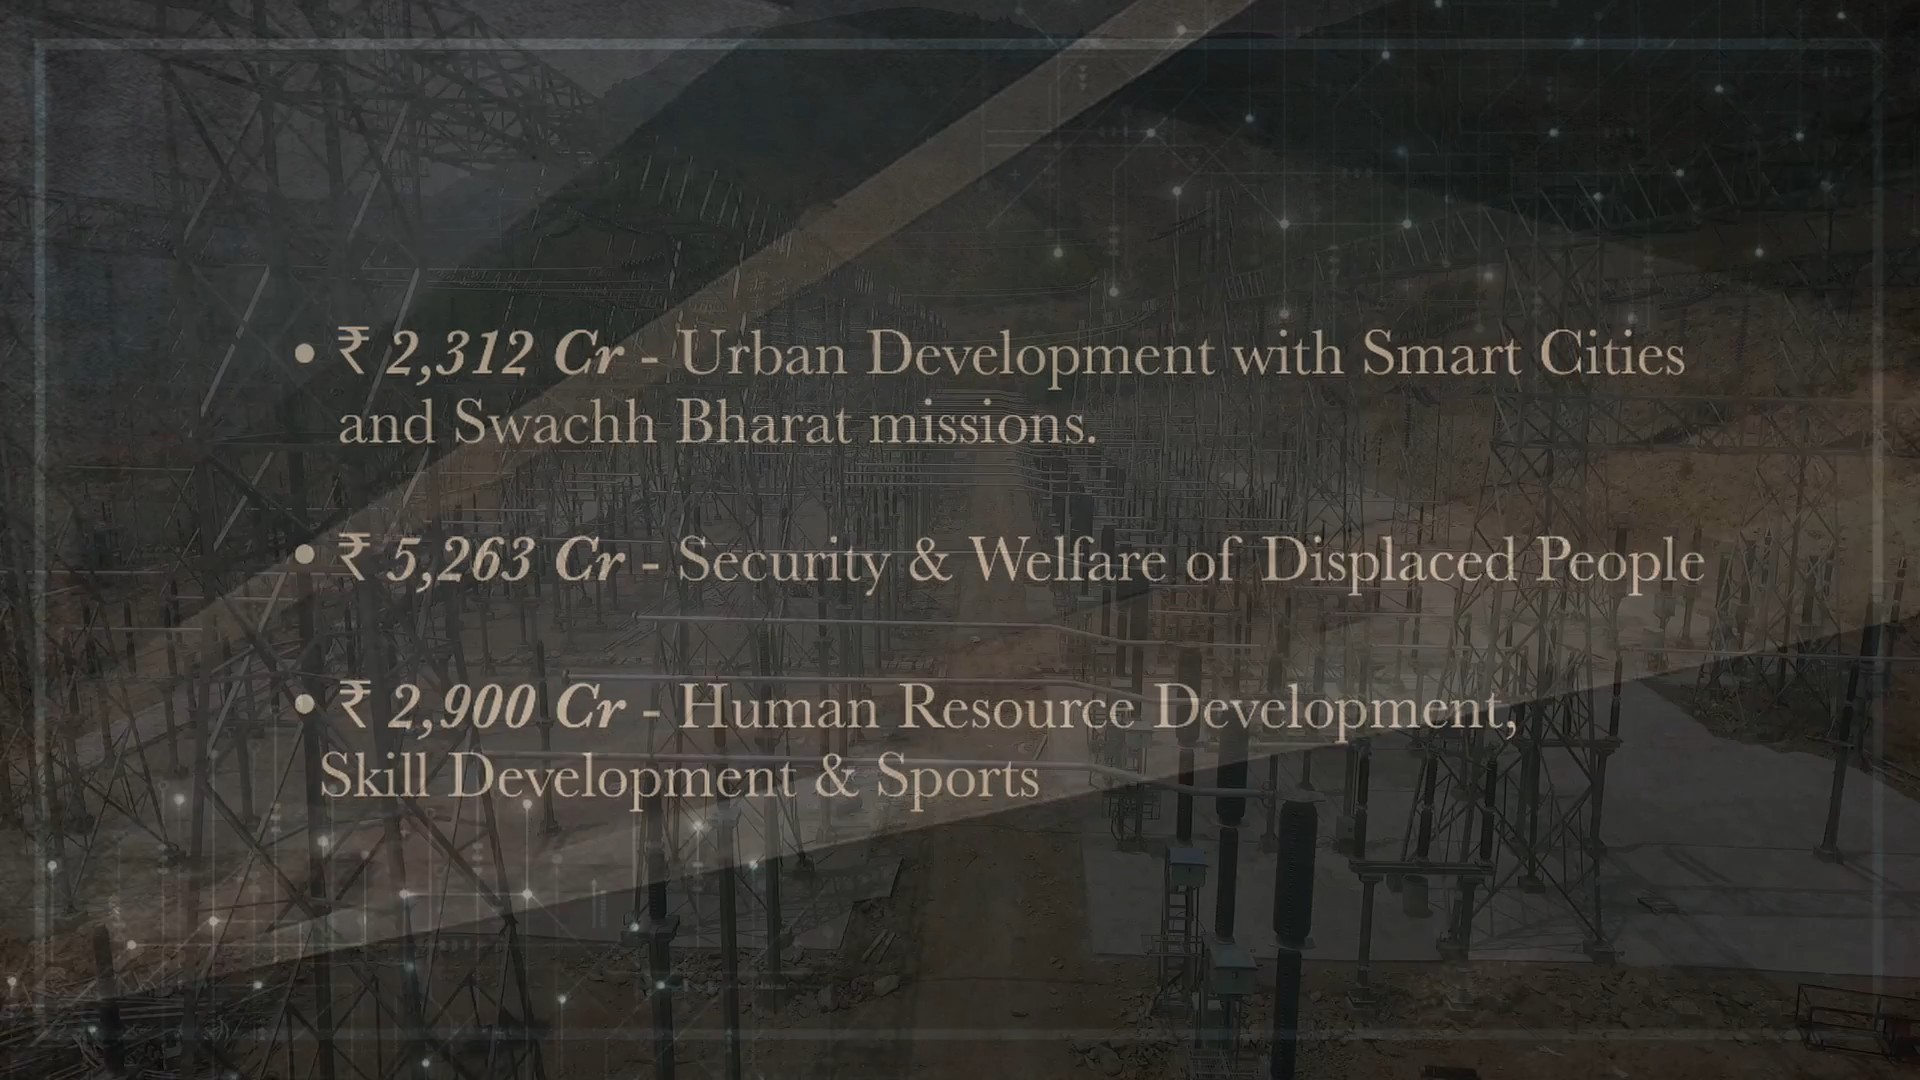 • ₹ 2,312 Cr - Urban Development with Smart Cities
and Swachh Bharat missions.
• ₹ 5,263 Cr - Security & Welfare of Displaced People
• ₹ 2,900 Cr - Human Resource Development,
Skill Development & Sports